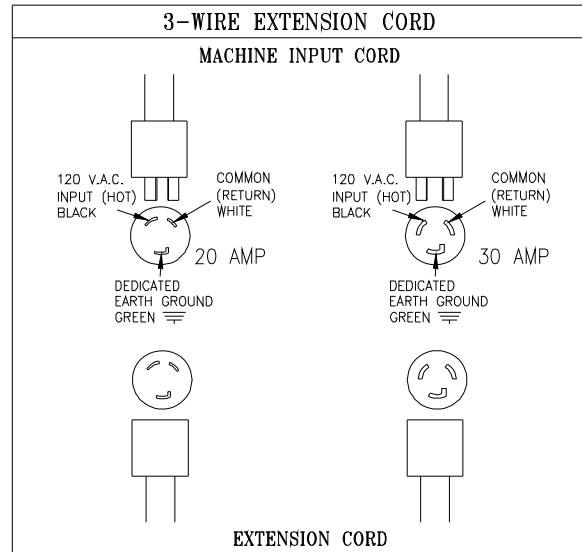 3-WIRE EXTENSION CORD
MACHINE INPUT CORD
120 V.A.C.
INPUT (HOT)
BLACK
COMMON
(RETURN)
WHITE
20 AMP
DEDICATED
EARTH GROUND
GREEN
120 V.A.C.
INPUT (HOT)
BLACK
COMMON
(RETURN)
WHITE
30 AMP
DEDICATED
EARTH GROUND
GREEN
EXTENSION CORD